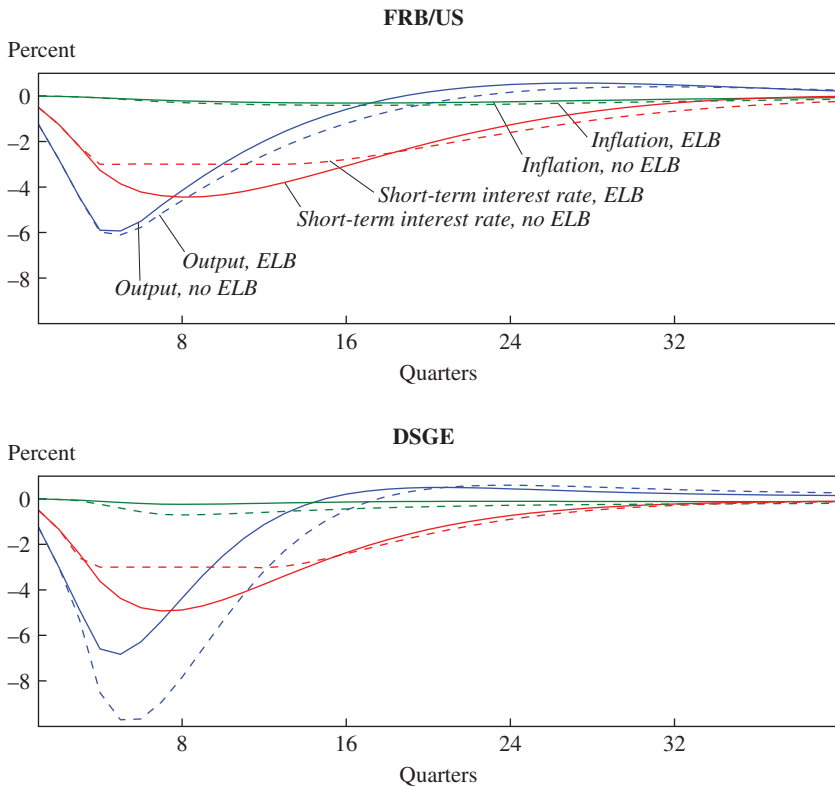 FRB/US
Percent
0
–2
–4
–6
–8
Inflation, ELB
Inflation, no ELB
Short-term interest rate, ELB
Short-term interest rate, no ELB
Output, ELB
Output, no ELB
8 16 24 32
Quarters
DSGE
Percent
0
–2
–4
–6
–8
8 16 24 32
Quarters